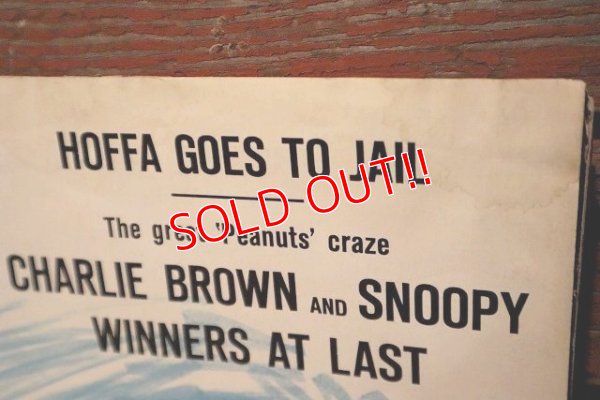 HOFFA GOES TO JAIL
SOLD OUT!!
The great 'Peanuts' craze
CHARLIE BROWN AND SNOOPY
WINNERS AT LAST